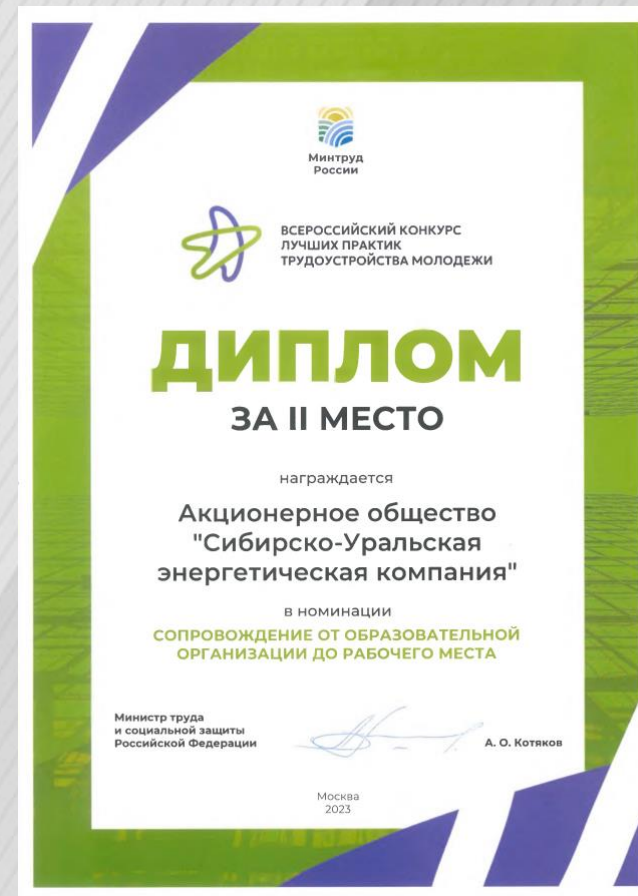 Минтруд
России
ВСЕРОССИЙСКИЙ КОНКУРС
ЛУЧШИХ ПРАКТИК
ТРУДОУСТРОЙСТВА МОЛОДЕЖИ
ДИПЛОМ
ЗА II МЕСТО
награждается
Акционерное общество
"Сибирско-Уральская
энергетическая компания"
в номинации
СОПРОВОЖДЕНИЕ ОТ ОБРАЗОВАТЕЛЬНОЙ
ОРГАНИЗАЦИИ ДО РАБОЧЕГО МЕСТА
Министр труда
и социальной защиты
Российской Федерации
А. О. Котяков
Москва
2023